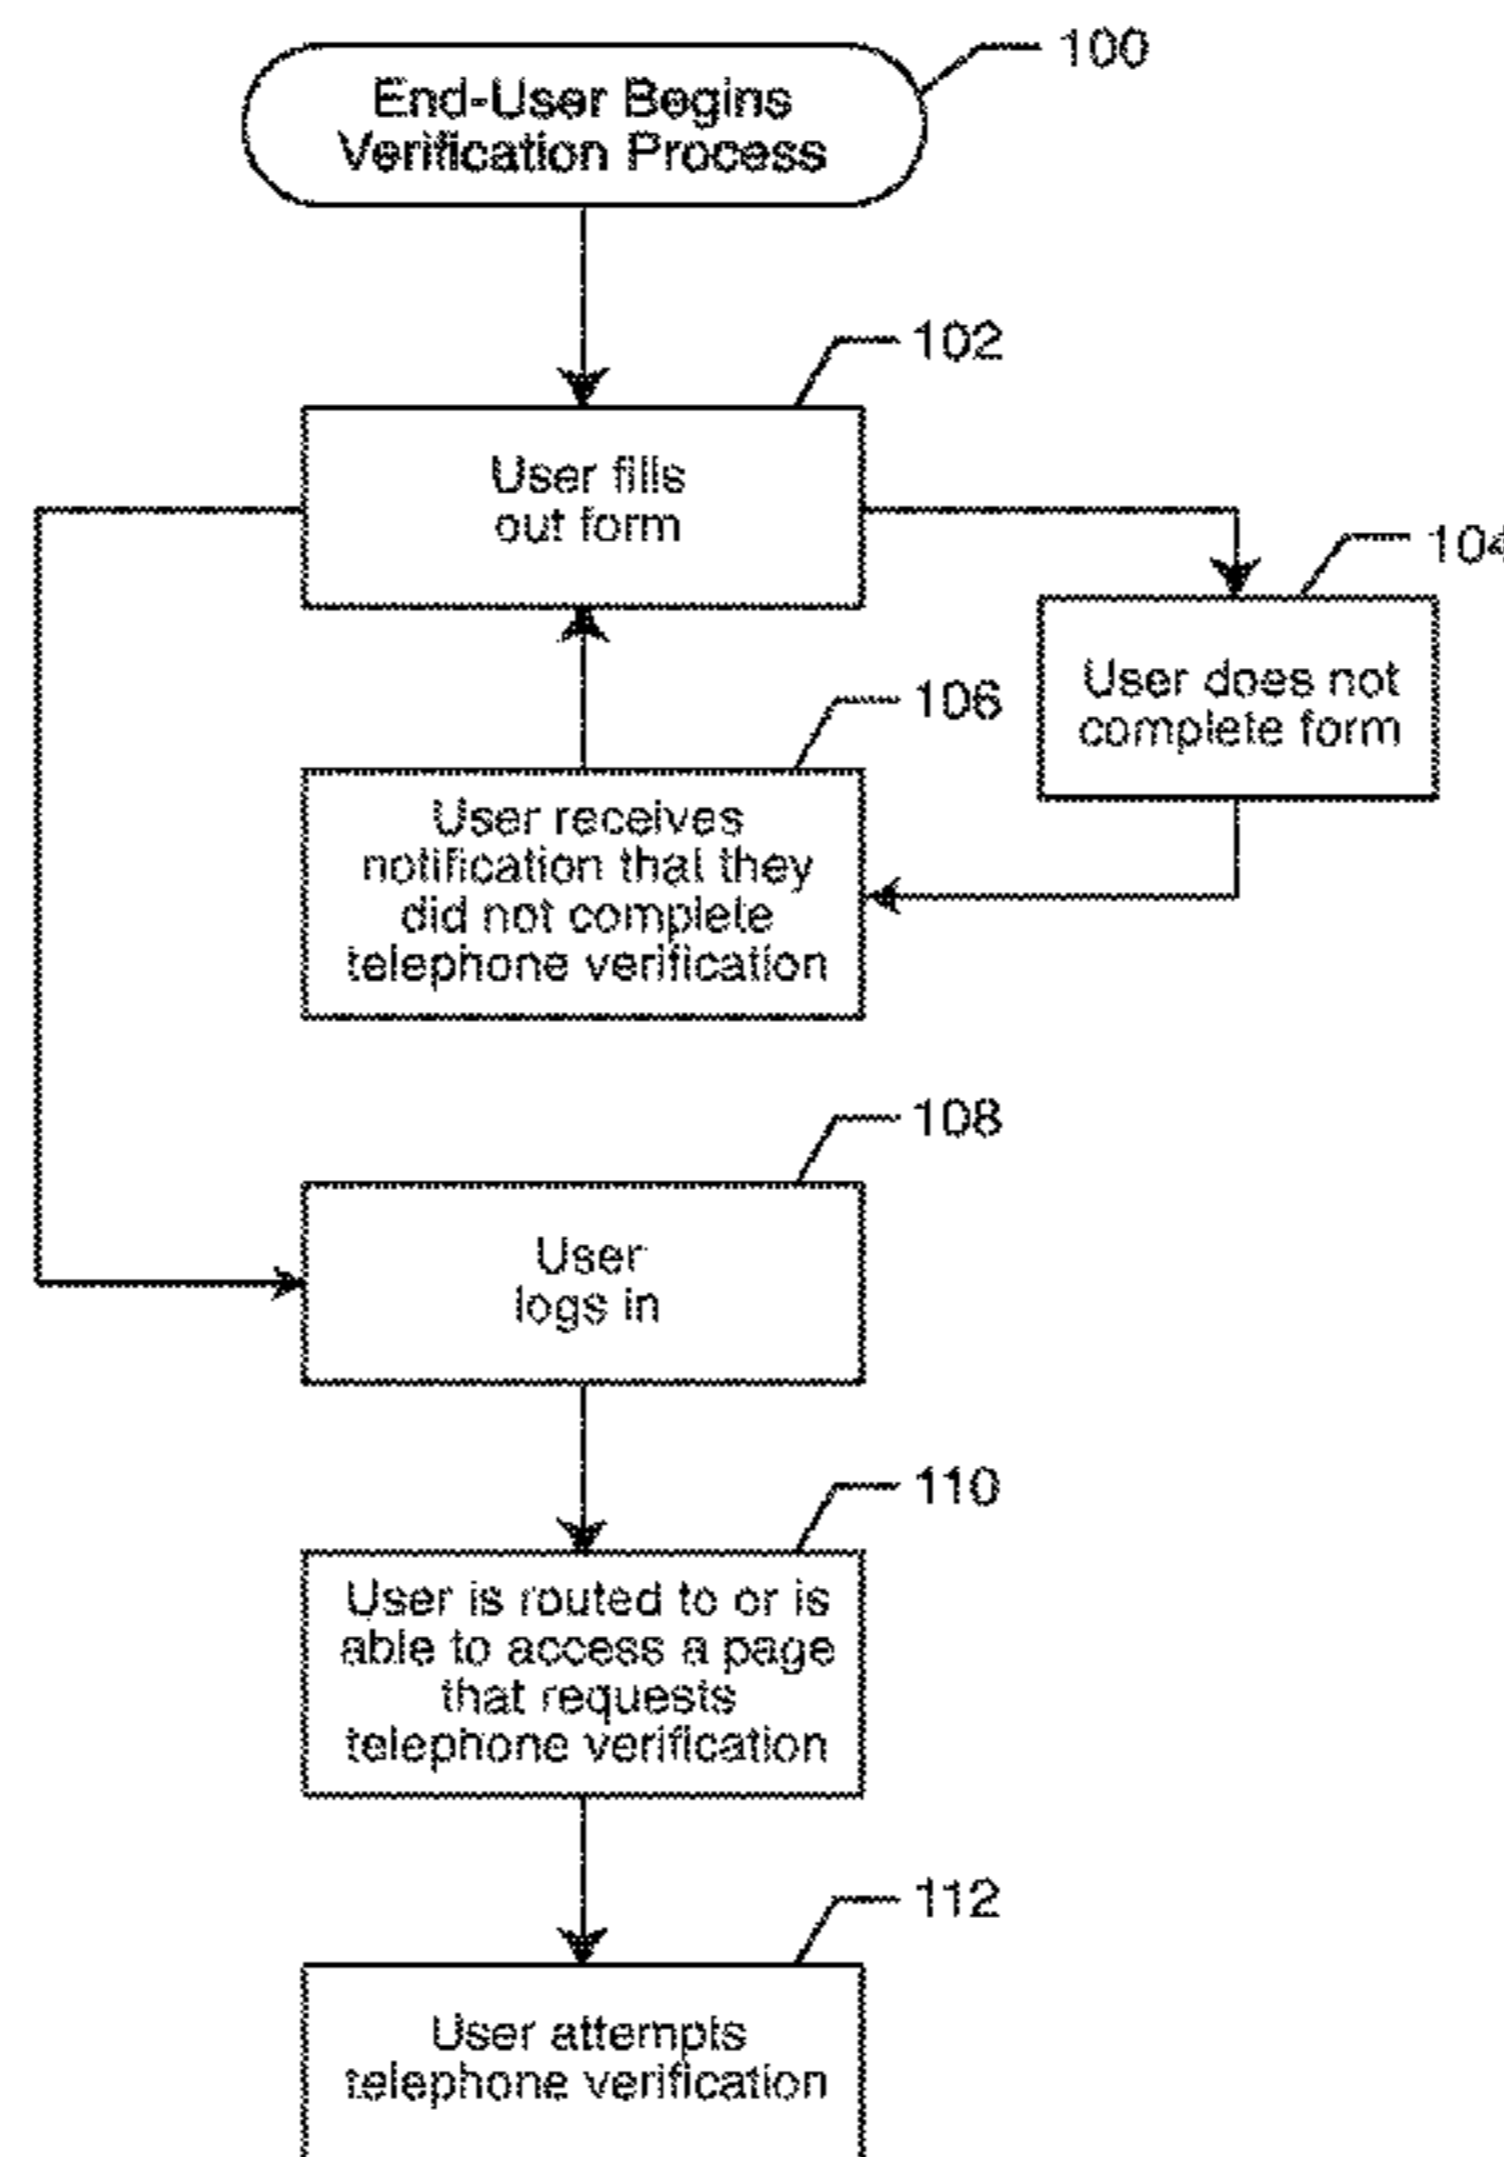 100
End-User Begins
Verification Process
102
User fills
out form
104
User does not
complete form
106
User receives
notification that they
did not complete
telephone verification
108
User
logs in
110
User is routed to or is
able to access a page
that requests
telephone verification
112
User attempts
telephone verification